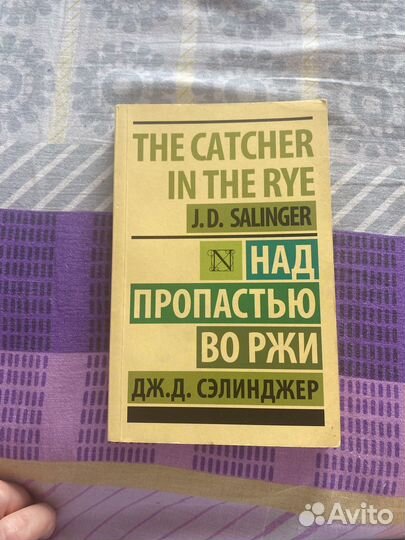 THE CATCHER
IN THE RYE
J.D. SALINGER
N НАД
ПРОПАСТЬЮ
ВО РЖИ
ДЖ.Д. СЭЛИНДЖЕР
Avito